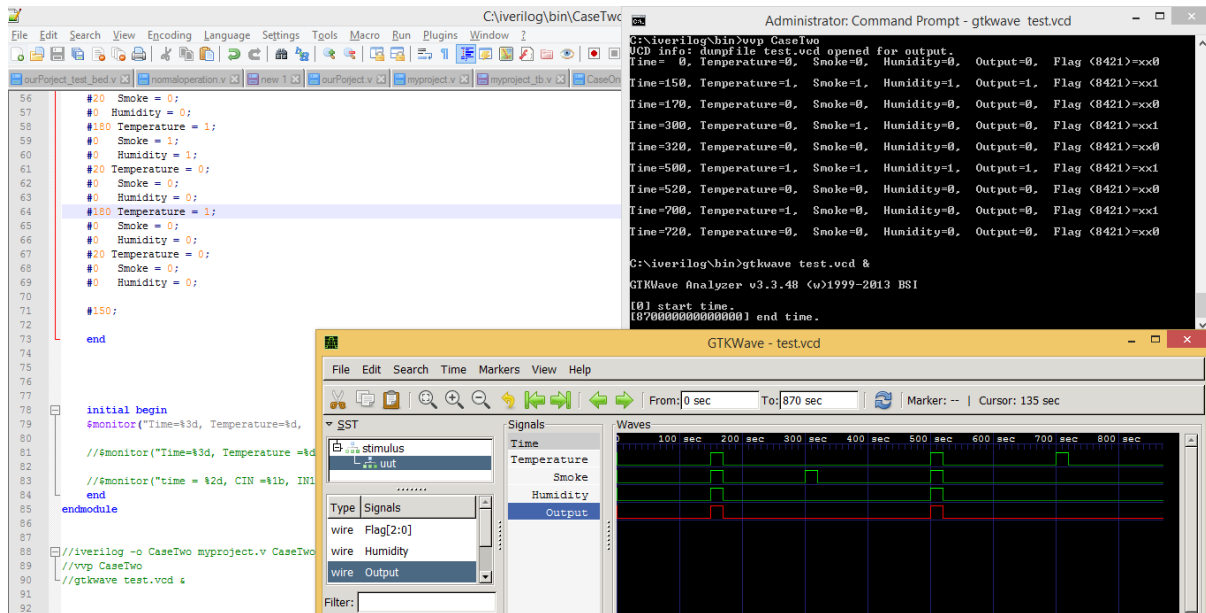 C:\iverilog\bin\CaseTwo
File Edit Search View Encoding Language Settings Tools Macro Run Plugins Window ?
ourPorject_test_bed.v normaloperation.v new 1 ourPorject.v myproject.v myproject_tb.v CaseOn
56 #20 Smoke = 0;
57 #0 Humidity = 0;
58 #180 Temperature = 1;
59 #0 Smoke = 1;
60 #0 Humidity = 1;
61 #20 Temperature = 0;
62 #0 Smoke = 0;
63 #0 Humidity = 0;
64 #180 Temperature = 1;
65 #0 Smoke = 0;
66 #0 Humidity = 0;
67 #20 Temperature = 0;
68 #0 Smoke = 0;
69 #0 Humidity = 0;
70
71 #150;
72
73 end
74
75
76
77
78 initial begin
79 $monitor("Time=%3d, Temperature=%d,
80
81 //$monitor("Time=%3d, Temperature =%d
82
83 //$monitor("time = %2d, CIN =%1b, IN1
84 end
85 endmodule
86
87
88 //iverilog -o CaseTwo myproject.v CaseTwo
89 //vvp CaseTwo
90 //gtkwave test.vcd &
91
92
Administrator: Command Prompt - gtkwave test.vcd
C:\iverilog\bin>vvp CaseTwo
VCD info: dumpfile test.vcd opened for output.
Time= 0, Temperature=0, Smoke=0, Humidity=0, Output=0, Flag (8421)=xx0
Time=150, Temperature=1, Smoke=1, Humidity=1, Output=1, Flag (8421)=xx1
Time=170, Temperature=0, Smoke=0, Humidity=0, Output=0, Flag (8421)=xx0
Time=300, Temperature=0, Smoke=1, Humidity=0, Output=0, Flag (8421)=xx1
Time=320, Temperature=0, Smoke=0, Humidity=0, Output=0, Flag (8421)=xx0
Time=500, Temperature=1, Smoke=1, Humidity=1, Output=1, Flag (8421)=xx1
Time=520, Temperature=0, Smoke=0, Humidity=0, Output=0, Flag (8421)=xx0
Time=700, Temperature=1, Smoke=0, Humidity=0, Output=0, Flag (8421)=xx1
Time=720, Temperature=0, Smoke=0, Humidity=0, Output=0, Flag (8421)=xx0
C:\iverilog\bin>gtkwave test.vcd &
GTKWave Analyzer v3.3.48 (w)1999-2013 BSI
[0] start time.
[870000000000000] end time.
GTKWave - test.vcd
File Edit Search Time Markers View Help
From: 0 sec To: 870 sec Marker: -- | Cursor: 135 sec
SST
stimulus
uut
Type Signals
wire Flag[2:0]
wire Humidity
wire Output
Filter:
Signals
Time
Temperature
Smoke
Humidity
Output
Waves
100 sec 200 sec 300 sec 400 sec 500 sec 600 sec 700 sec 800 sec